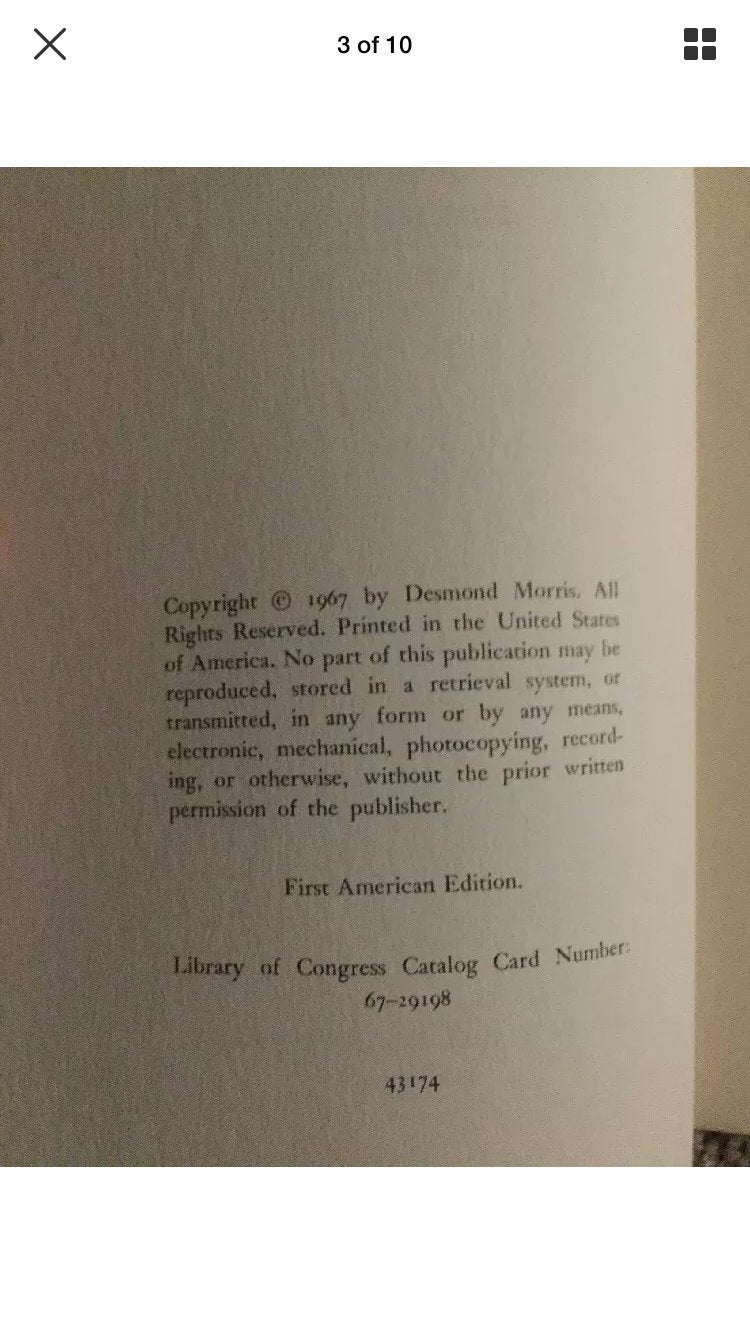 3 of 10
Copyright © 1967 by Desmond Morris. All
Rights Reserved. Printed in the United States
of America. No part of this publication may be
reproduced, stored in a retrieval system, or
transmitted, in any form or by any means,
electronic, mechanical, photocopying, record-
ing, or otherwise, without the prior written
permission of the publisher.
First American Edition.
Library of Congress Catalog Card Number:
67-29198
43174